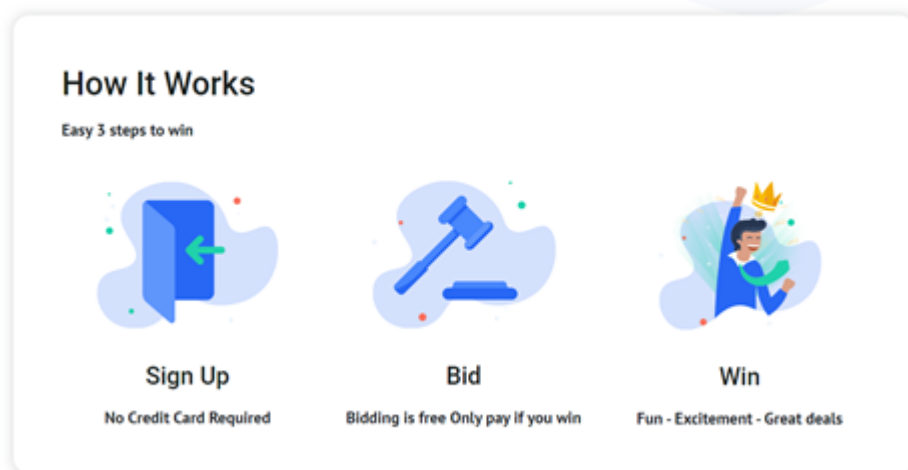 How It Works
Easy 3 steps to win
Sign Up
Bid
Win
No Credit Card Required
Bidding is free Only pay if you win
Fun - Excitement - Great deals